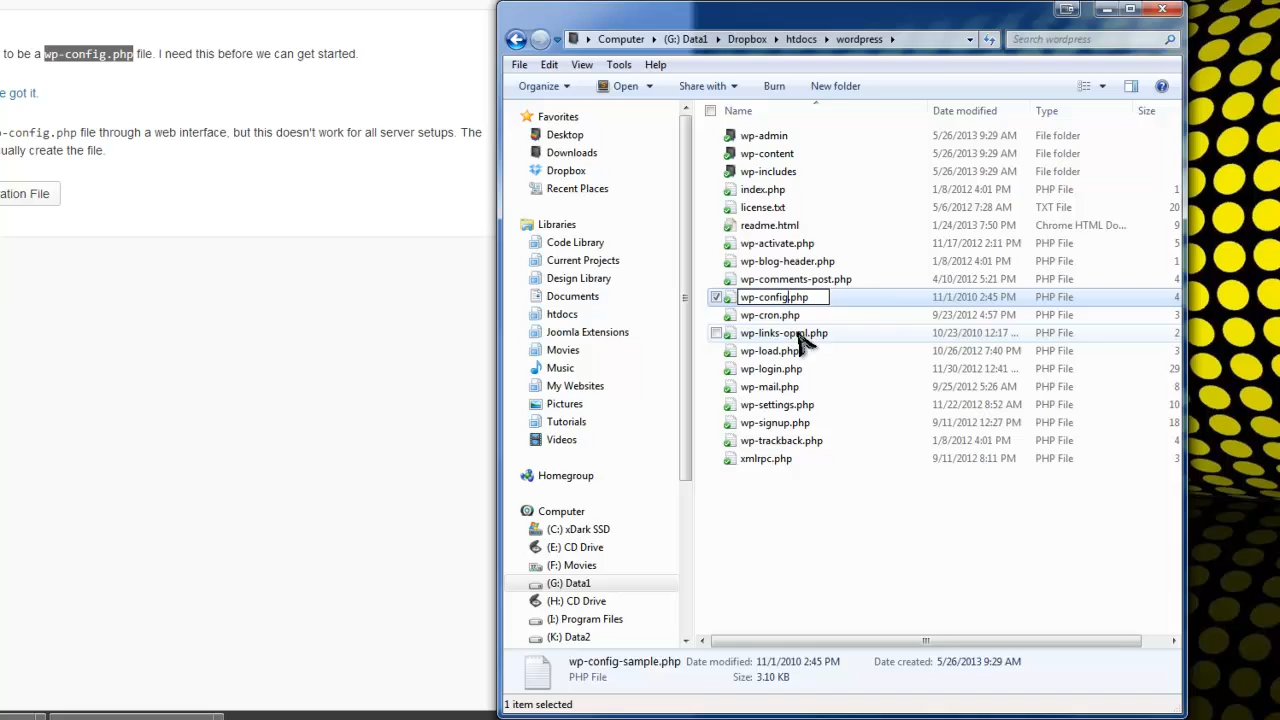 to be a wp-config.php file. I need this before we can get started.
e got it.
-config.php file through a web interface, but this doesn't work for all server setups. The
ually create the file.
ation File
Computer (G:) Data1 Dropbox htdocs wordpress Search wordpress
File Edit View Tools Help
Organize Open Share with Burn New folder
Favorites
Desktop
Downloads
Dropbox
Recent Places
Libraries
Code Library
Current Projects
Design Library
Documents
htdocs
Joomla Extensions
Movies
Music
My Websites
Pictures
Tutorials
Videos
Homegroup
Computer
(C:) xDark SSD
(E:) CD Drive
(F:) Movies
(G:) Data1
(H:) CD Drive
(I:) Program Files
(K:) Data2
Name Date modified Type Size
wp-admin 5/26/2013 9:29 AM File folder
wp-content 5/26/2013 9:29 AM File folder
wp-includes 5/26/2013 9:29 AM File folder
index.php 1/8/2012 4:01 PM PHP File 1
license.txt 5/6/2012 7:28 AM TXT File 20
readme.html 1/24/2013 7:50 PM Chrome HTML Do... 9
wp-activate.php 11/17/2012 2:11 PM PHP File 5
wp-blog-header.php 1/8/2012 4:01 PM PHP File 1
wp-comments-post.php 4/10/2012 5:21 PM PHP File 4
wp-config.php 11/1/2010 2:45 PM PHP File 4
wp-cron.php 9/23/2012 4:57 PM PHP File 3
wp-links-opml.php 10/23/2010 12:17 ... PHP File 2
wp-load.php 10/26/2012 7:40 PM PHP File 3
wp-login.php 11/30/2012 12:41 ... PHP File 29
wp-mail.php 9/25/2012 5:26 AM PHP File 8
wp-settings.php 11/22/2012 8:52 AM PHP File 10
wp-signup.php 9/11/2012 12:27 PM PHP File 18
wp-trackback.php 1/8/2012 4:01 PM PHP File 4
xmlrpc.php 9/11/2012 8:11 PM PHP File 3
wp-config-sample.php Date modified: 11/1/2010 2:45 PM Date created: 5/26/2013 9:29 AM
PHP File Size: 3.10 KB
1 item selected